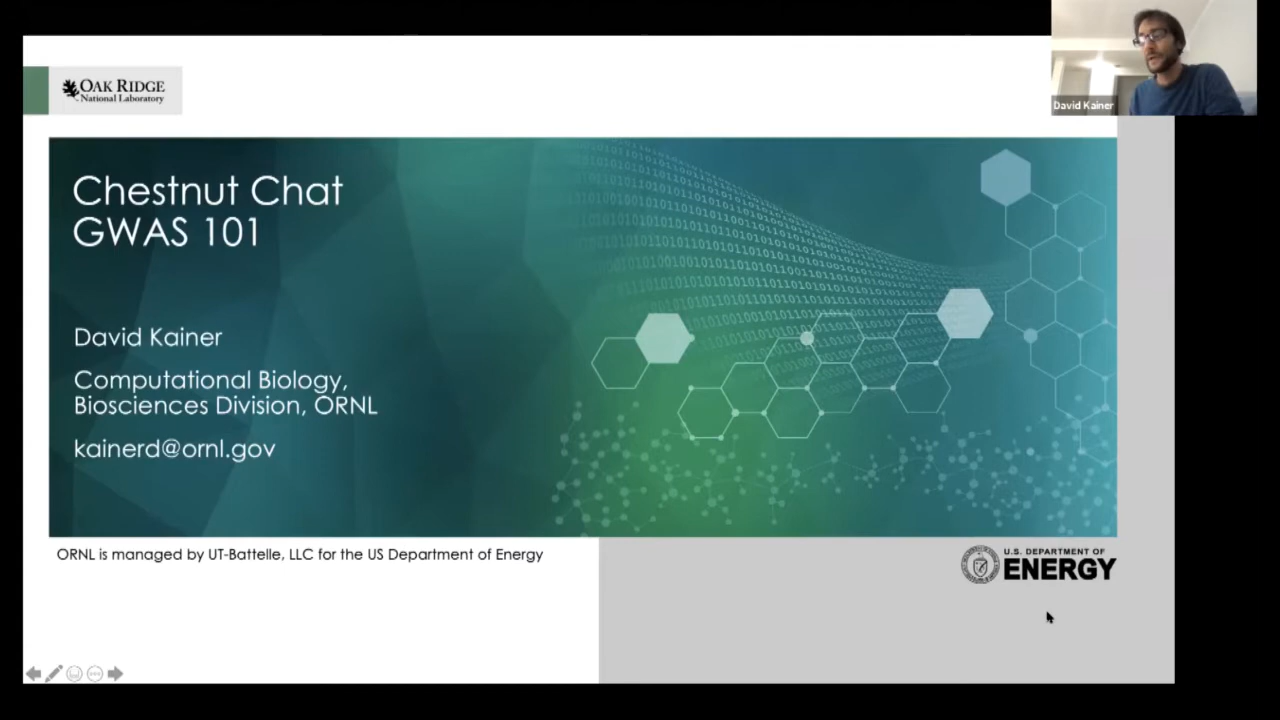 OAK RIDGE
National Laboratory
David Kainer
Chestnut Chat
GWAS 101
David Kainer
Computational Biology,
Biosciences Division, ORNL
kainerd@ornl.gov
ORNL is managed by UT-Battelle, LLC for the US Department of Energy
U.S. DEPARTMENT OF
ENERGY